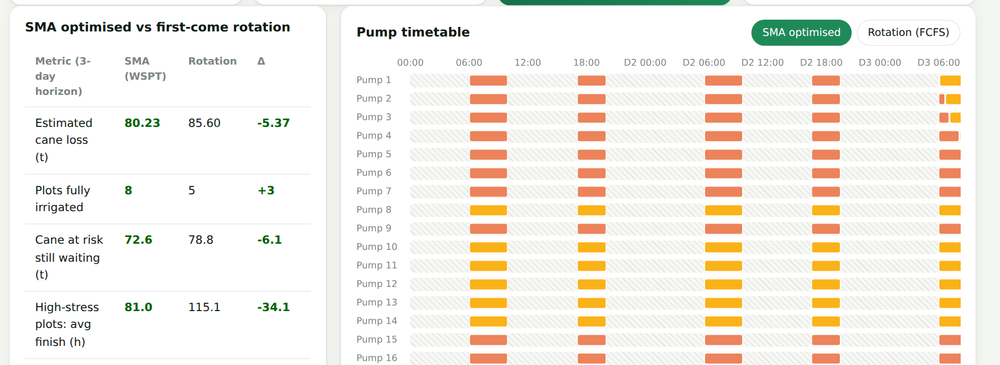 SMA optimised vs first-come rotation
Metric (3-
day
horizon)
SMA
(WSPT)
Rotation
Δ
Estimated
cane loss
(t)
80.23
85.60
-5.37
Plots fully
irrigated
8
5
+3
Cane at risk
still waiting
(t)
72.6
78.8
-6.1
High-stress
plots: avg
finish (h)
81.0
115.1
-34.1
Pump timetable
SMA optimised
Rotation (FCFS)
00:00 06:00 12:00 18:00 D2 00:00 D2 06:00 D2 12:00 D2 18:00 D3 00:00 D3 06:00
Pump 1
Pump 2
Pump 3
Pump 4
Pump 5
Pump 6
Pump 7
Pump 8
Pump 9
Pump 10
Pump 11
Pump 12
Pump 13
Pump 14
Pump 15
Pump 16